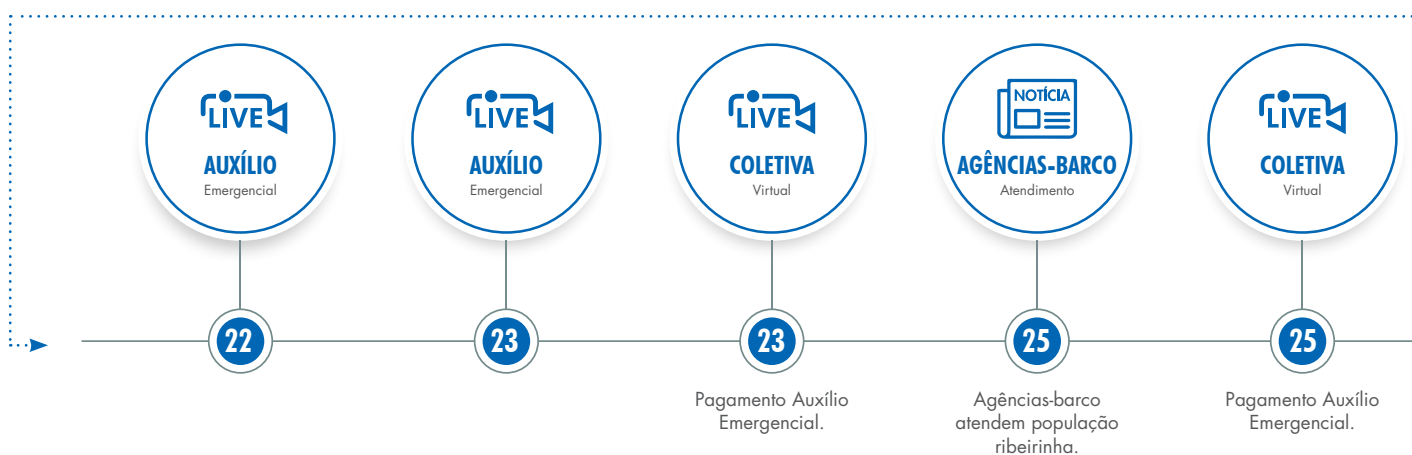 LIVE
AUXÍLIO
Emergencial
22
LIVE
AUXÍLIO
Emergencial
23
LIVE
COLETIVA
Virtual
23
Pagamento Auxílio
Emergencial.
NOTÍCIA
AGÊNCIAS-BARCO
Atendimento
25
Agências-barco
atendem população
ribeirinha.
LIVE
COLETIVA
Virtual
25
Pagamento Auxílio
Emergencial.